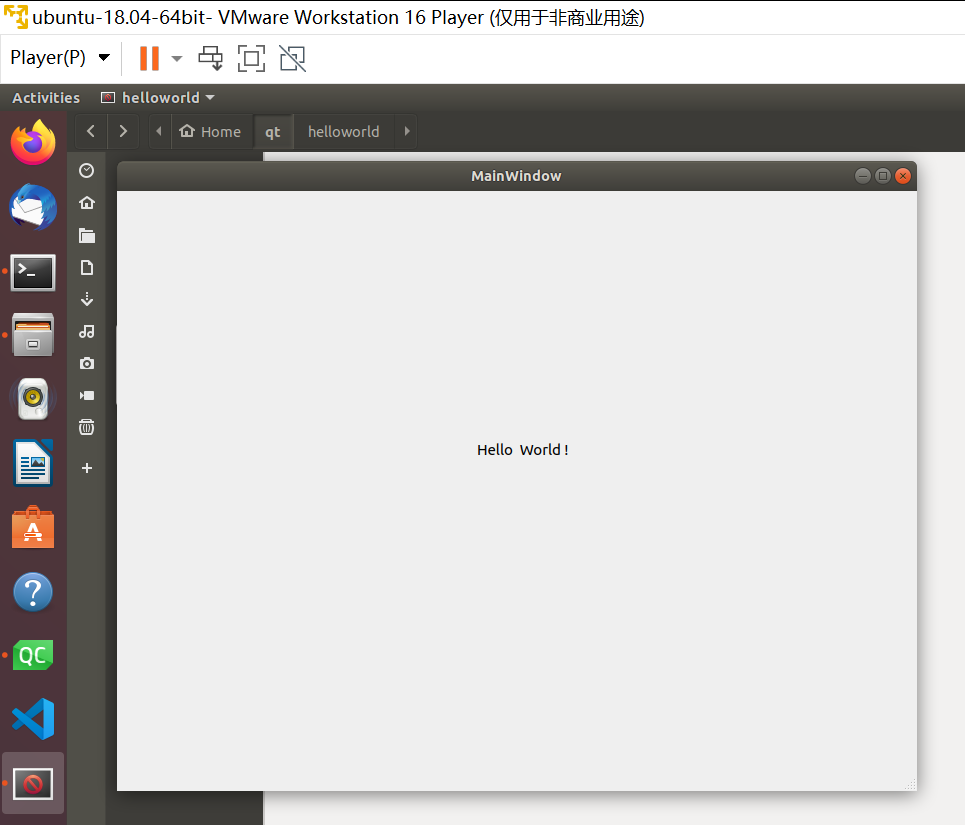 ubuntu-18.04-64bit- VMware Workstation 16 Player (仅用于非商业用途)
Player(P)
Activities helloworld
Home qt helloworld
MainWindow
Hello World !
A
?
QC